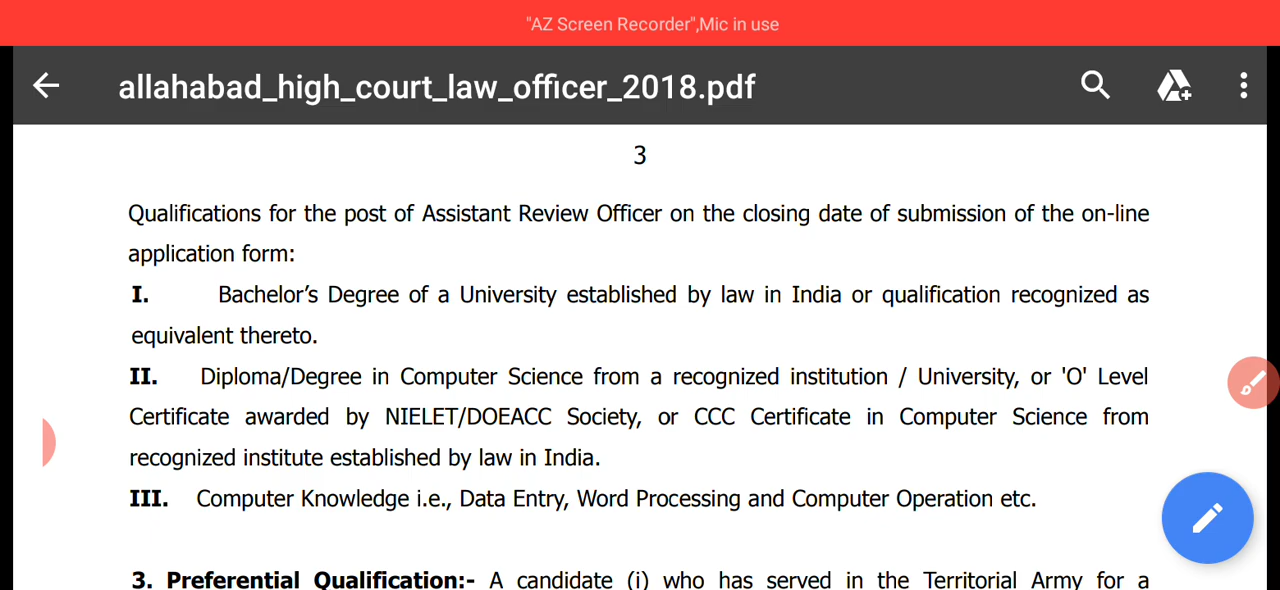 "AZ Screen Recorder",Mic in use
allahabad_high_court_law_officer_2018.pdf
3
Qualifications for the post of Assistant Review Officer on the closing date of submission of the on-line
application form:
I. Bachelor’s Degree of a University established by law in India or qualification recognized as
equivalent thereto.
II. Diploma/Degree in Computer Science from a recognized institution / University, or 'O' Level
Certificate awarded by NIELET/DOEACC Society, or CCC Certificate in Computer Science from
recognized institute established by law in India.
III. Computer Knowledge i.e., Data Entry, Word Processing and Computer Operation etc.
3. Preferential Qualification:- A candidate (i) who has served in the Territorial Army for a